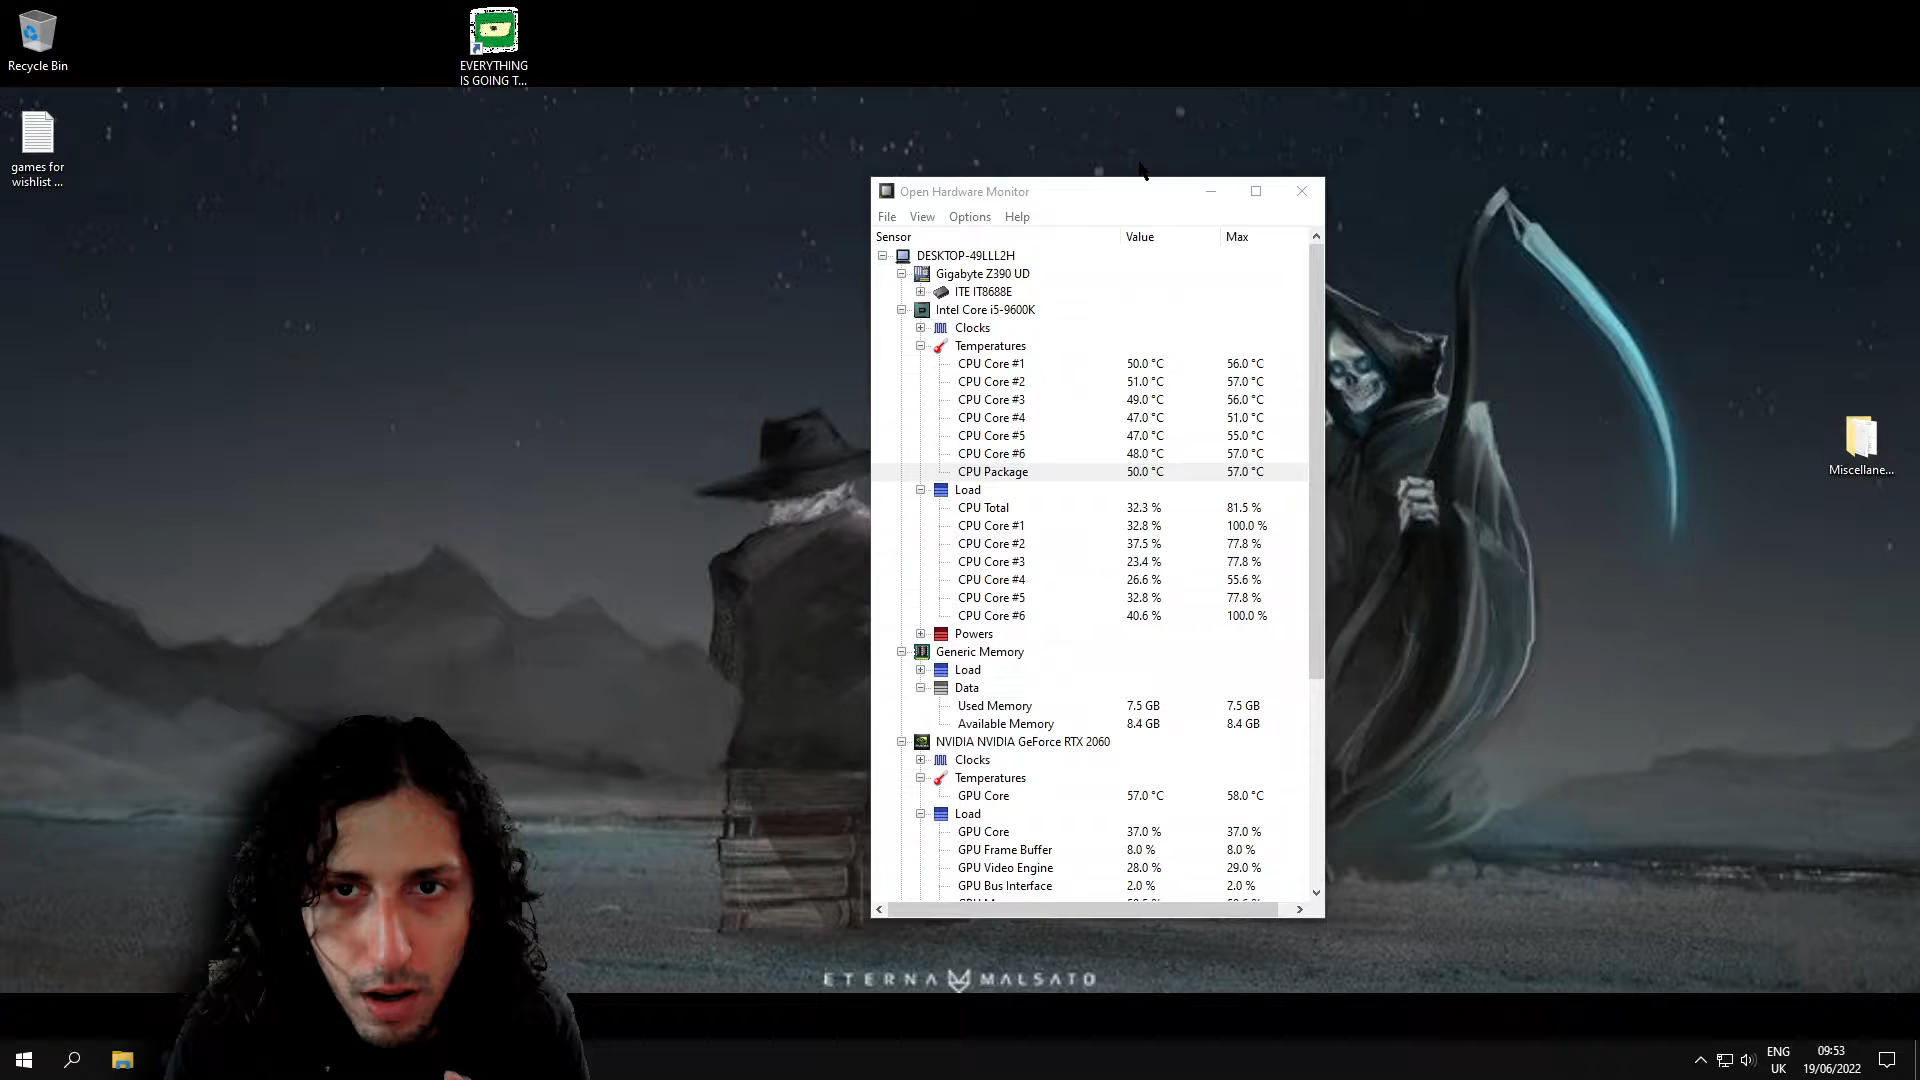 Recycle Bin
EVERYTHING
IS GOING T...
games for
wishlist ...
Open Hardware Monitor
File View Options Help
Sensor Value Max
DESKTOP-49LLL2H
Gigabyte Z390 UD
ITE IT8688E
Intel Core i5-9600K
Clocks
Temperatures
CPU Core #1 50.0 °C 56.0 °C
CPU Core #2 51.0 °C 57.0 °C
CPU Core #3 49.0 °C 56.0 °C
CPU Core #4 47.0 °C 51.0 °C
CPU Core #5 47.0 °C 55.0 °C
CPU Core #6 48.0 °C 57.0 °C
CPU Package 50.0 °C 57.0 °C
Load
CPU Total 32.3 % 81.5 %
CPU Core #1 32.8 % 100.0 %
CPU Core #2 37.5 % 77.8 %
CPU Core #3 23.4 % 77.8 %
CPU Core #4 26.6 % 55.6 %
CPU Core #5 32.8 % 77.8 %
CPU Core #6 40.6 % 100.0 %
Powers
Generic Memory
Load
Data
Used Memory 7.5 GB 7.5 GB
Available Memory 8.4 GB 8.4 GB
NVIDIA NVIDIA GeForce RTX 2060
Clocks
Temperatures
GPU Core 57.0 °C 58.0 °C
Load
GPU Core 37.0 % 37.0 %
GPU Frame Buffer 8.0 % 8.0 %
GPU Video Engine 28.0 % 29.0 %
GPU Bus Interface 2.0 % 2.0 %
Miscellane...
ETERNA MALSATO
ENG
UK
09:53
19/06/2022